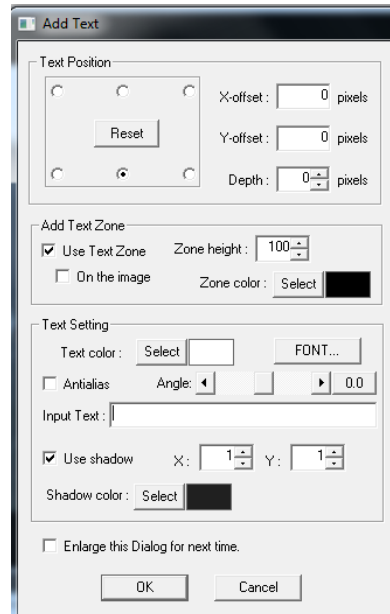 Add Text
Text Position
X-offset : 0 pixels
Reset
Y-offset : 0 pixels
Depth : 0 pixels
Add Text Zone
Use Text Zone Zone height : 100
On the image Zone color : Select
Text Setting
Text color : Select FONT...
Antialias Angle: 0.0
Input Text :
Use shadow X : 1 Y : 1
Shadow color : Select
Enlarge this Dialog for next time.
OK Cancel